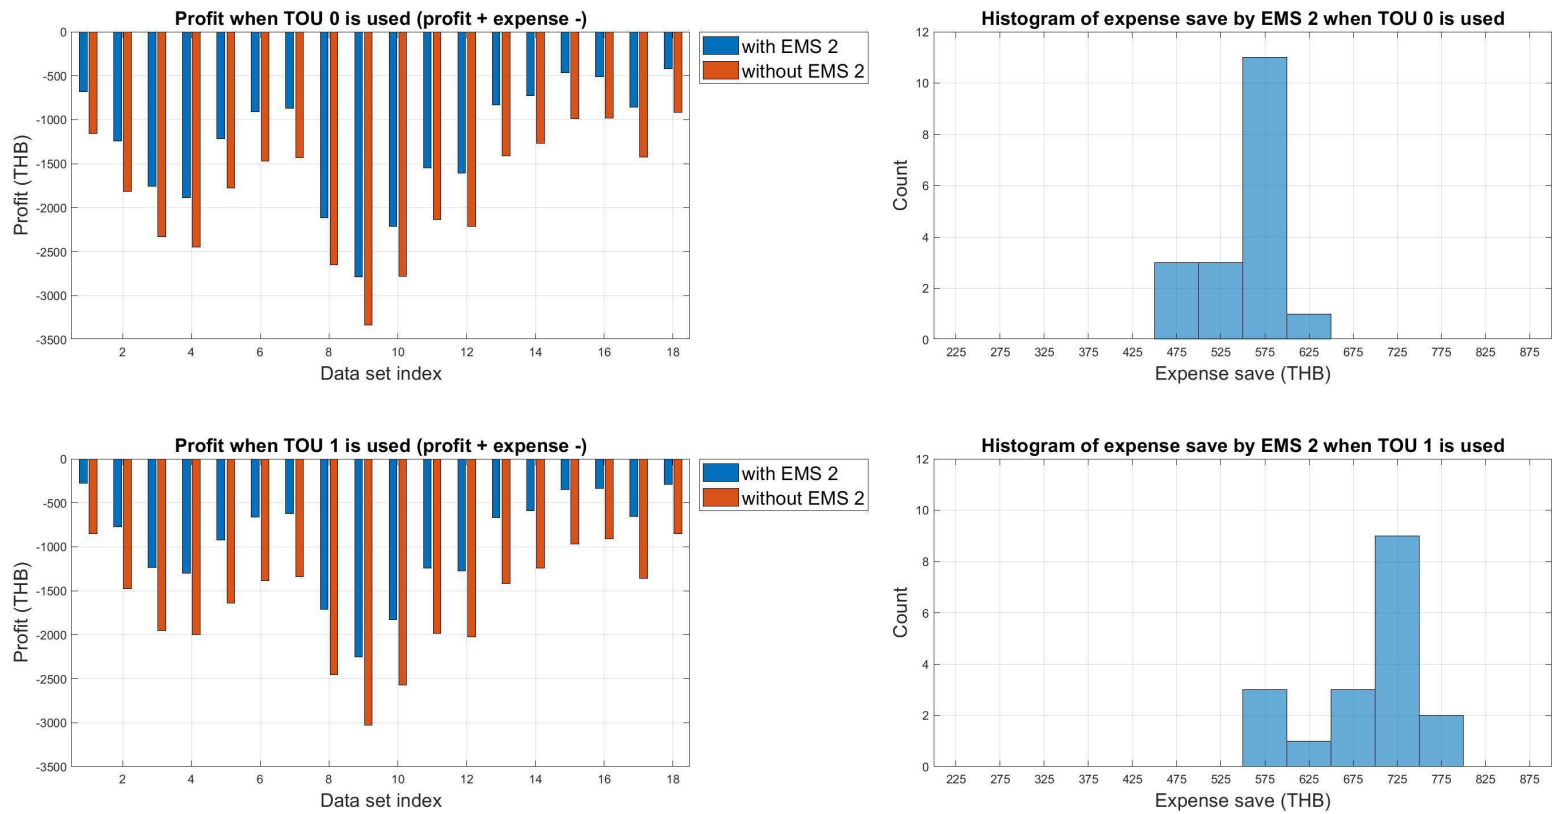 Profit when TOU 0 is used (profit + expense -)
0
-500
-1000
-1500
-2000
-2500
-3000
-3500
Profit (THB)
2 4 6 8 10 12 14 16 18
Data set index
with EMS 2
without EMS 2
Histogram of expense save by EMS 2 when TOU 0 is used
12
10
8
6
4
2
0
Count
225 275 325 375 425 475 525 575 625 675 725 775 825 875
Expense save (THB)
Profit when TOU 1 is used (profit + expense -)
0
-500
-1000
-1500
-2000
-2500
-3000
-3500
Profit (THB)
2 4 6 8 10 12 14 16 18
Data set index
with EMS 2
without EMS 2
Histogram of expense save by EMS 2 when TOU 1 is used
12
10
8
6
4
2
0
Count
225 275 325 375 425 475 525 575 625 675 725 775 825 875
Expense save (THB)